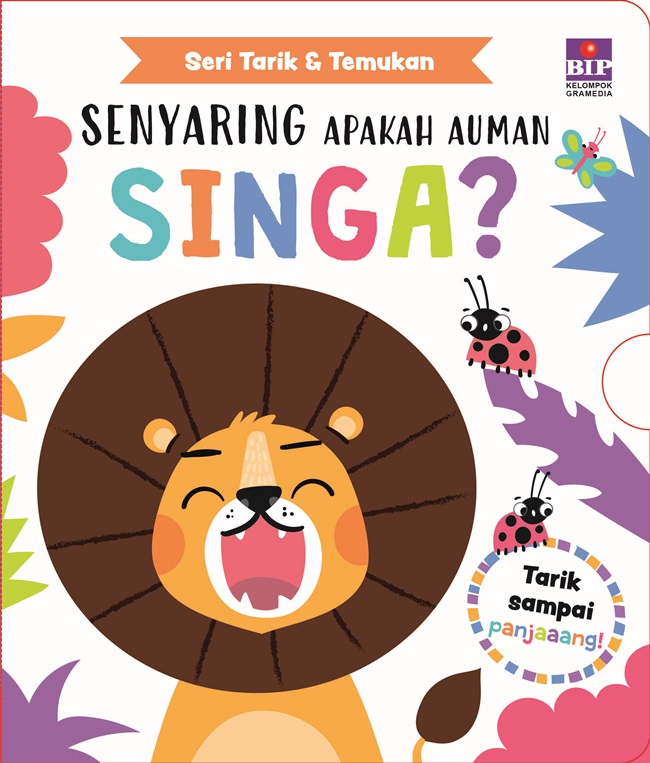 Seri Tarik & Temukan
BIP
KELOMPOK
GRAMEDIA
SENYARING APAKAH AUMAN
SINGA?
Tarik
sampai
panjaaang!